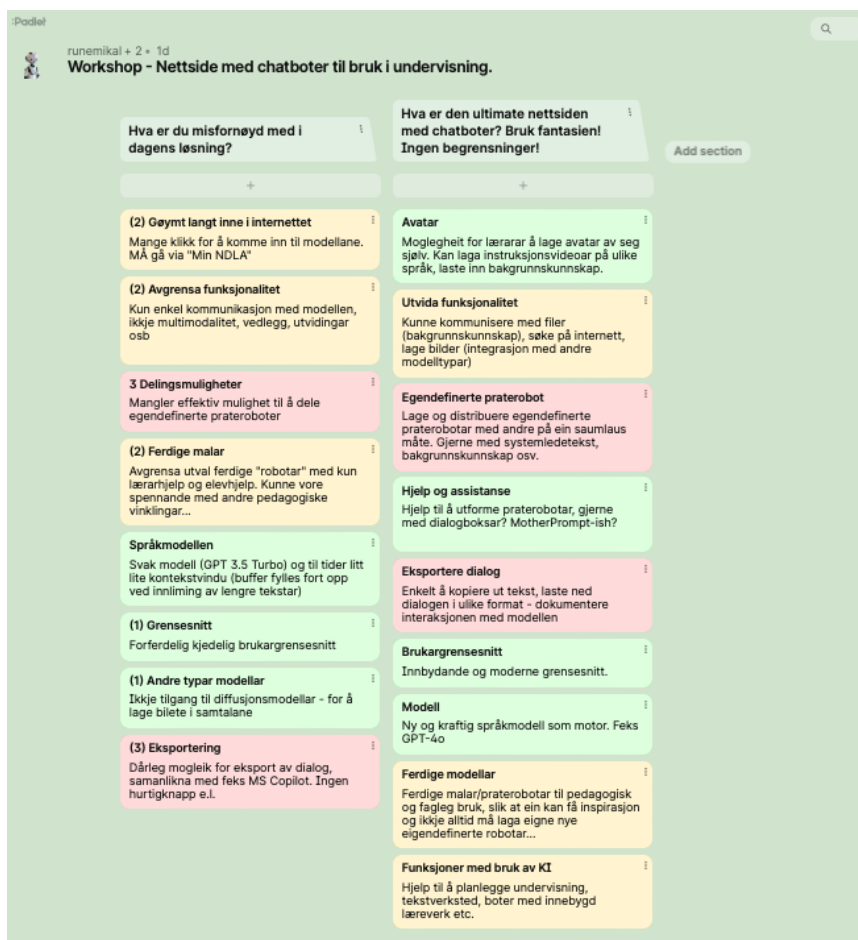 :Padlet
runemikal + 2 • 1d
Workshop - Nettside med chatboter til bruk i undervisning.
Hva er du misfornøyd med i
dagens løsning?
+
(2) Gøymt langt inne i internettet
Mange klikk for å komme inn til modellane.
MÅ gå via "Min NDLA"
(2) Avgrensa funksjonalitet
Kun enkel kommunikasjon med modellen,
ikkje multimodalitet, vedlegg, utvidingar
osb
3 Delingsmuligheter
Mangler effektiv mulighet til å dele
egendefinerte prateroboter
(2) Ferdige malar
Avgrensa utval ferdige "robotar" med kun
lærarhjelp og elevhjelp. Kunne vore
spennande med andre pedagogiske
vinklingar...
Språkmodellen
Svak modell (GPT 3.5 Turbo) og til tider litt
lite kontekstvindu (buffer fylles fort opp
ved innliming av lengre tekstar)
(1) Grensesnitt
Forferdelig kjedelig brukargrensesnitt
(1) Andre typar modellar
Ikkje tilgang til diffusjonsmodellar - for å
lage bilete i samtalane
(3) Eksportering
Dårleg mogleik for eksport av dialog,
samanlikna med feks MS Copilot. Ingen
hurtigknapp e.l.
Hva er den ultimate nettsiden
med chatboter? Bruk fantasien!
Ingen begrensninger!
+
Avatar
Moglegheit for lærarar å lage avatar av seg
sjølv. Kan laga instruksjonsvideoar på ulike
språk, laste inn bakgrunnskunnskap.
Utvida funksjonalitet
Kunne kommunisere med filer
(bakgrunnskunnskap), søke på internett,
lage bilder (integrasjon med andre
modelltypar)
Egendefinerte praterobot
Lage og distribuere egendefinerte
praterobotar med andre på ein saumlaus
måte. Gjerne med systemledetekst,
bakgrunnskunnskap osv.
Hjelp og assistanse
Hjelp til å utforme praterobotar, gjerne
med dialogboksar? MotherPrompt-ish?
Eksportere dialog
Enkelt å kopiere ut tekst, laste ned
dialogen i ulike format - dokumentere
interaksjonen med modellen
Brukargrensesnitt
Innbydande og moderne grensesnitt.
Modell
Ny og kraftig språkmodell som motor. Feks
GPT-4o
Ferdige modellar
Ferdige malar/praterobotar til pedagogisk
og fagleg bruk, slik at ein kan få inspirasjon
og ikkje alltid må laga eigne nye
eigendefinerte robotar...
Funksjoner med bruk av KI
Hjelp til å planlegge undervisning,
tekstverksted, boter med innebygd
læreverk etc.
Add section